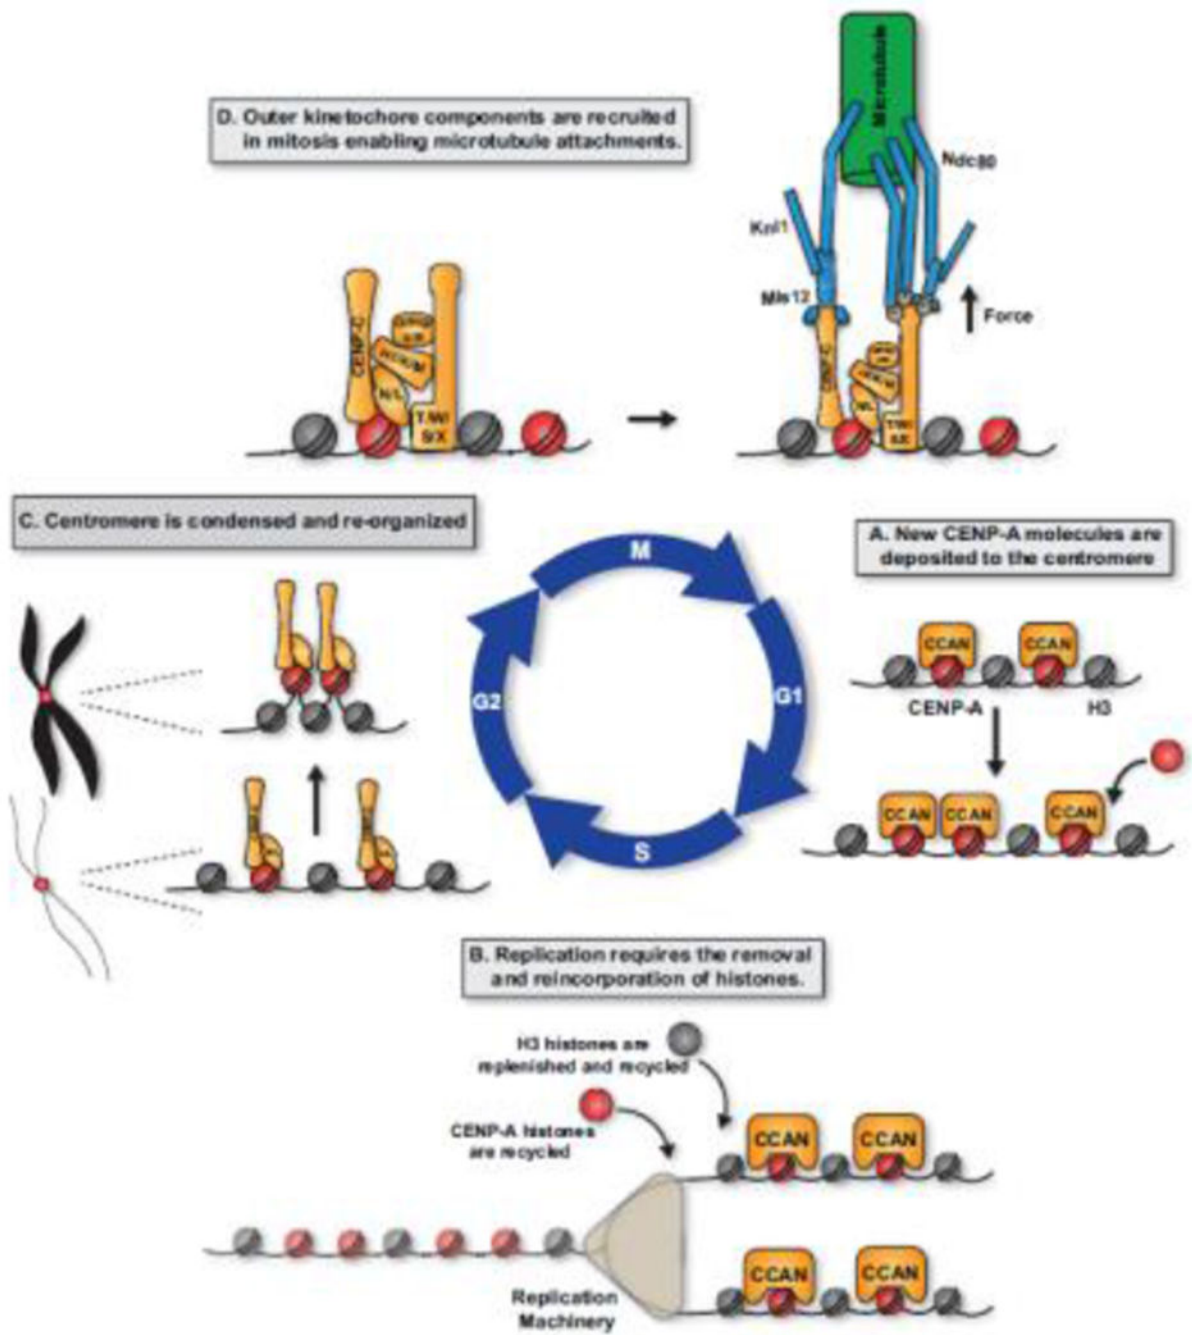 D. Outer kinetochore components are recruited
in mitosis enabling microtubule attachments.
Microtubule
Ndc80
Knl1
Mis12
Force
CENP-C
N/L
T/W/
S/X
CENP-C
N/L
T/W/
S/X
C. Centromere is condensed and re-organized
M
G1
S
G2
A. New CENP-A molecules are
deposited to the centromere
CCAN
CCAN
CENP-A
H3
CCAN
CCAN
CCAN
B. Replication requires the removal
and reincorporation of histones.
H3 histones are
replenished and recycled
CENP-A histones
are recycled
CCAN
CCAN
CCAN
CCAN
Replication
Machinery